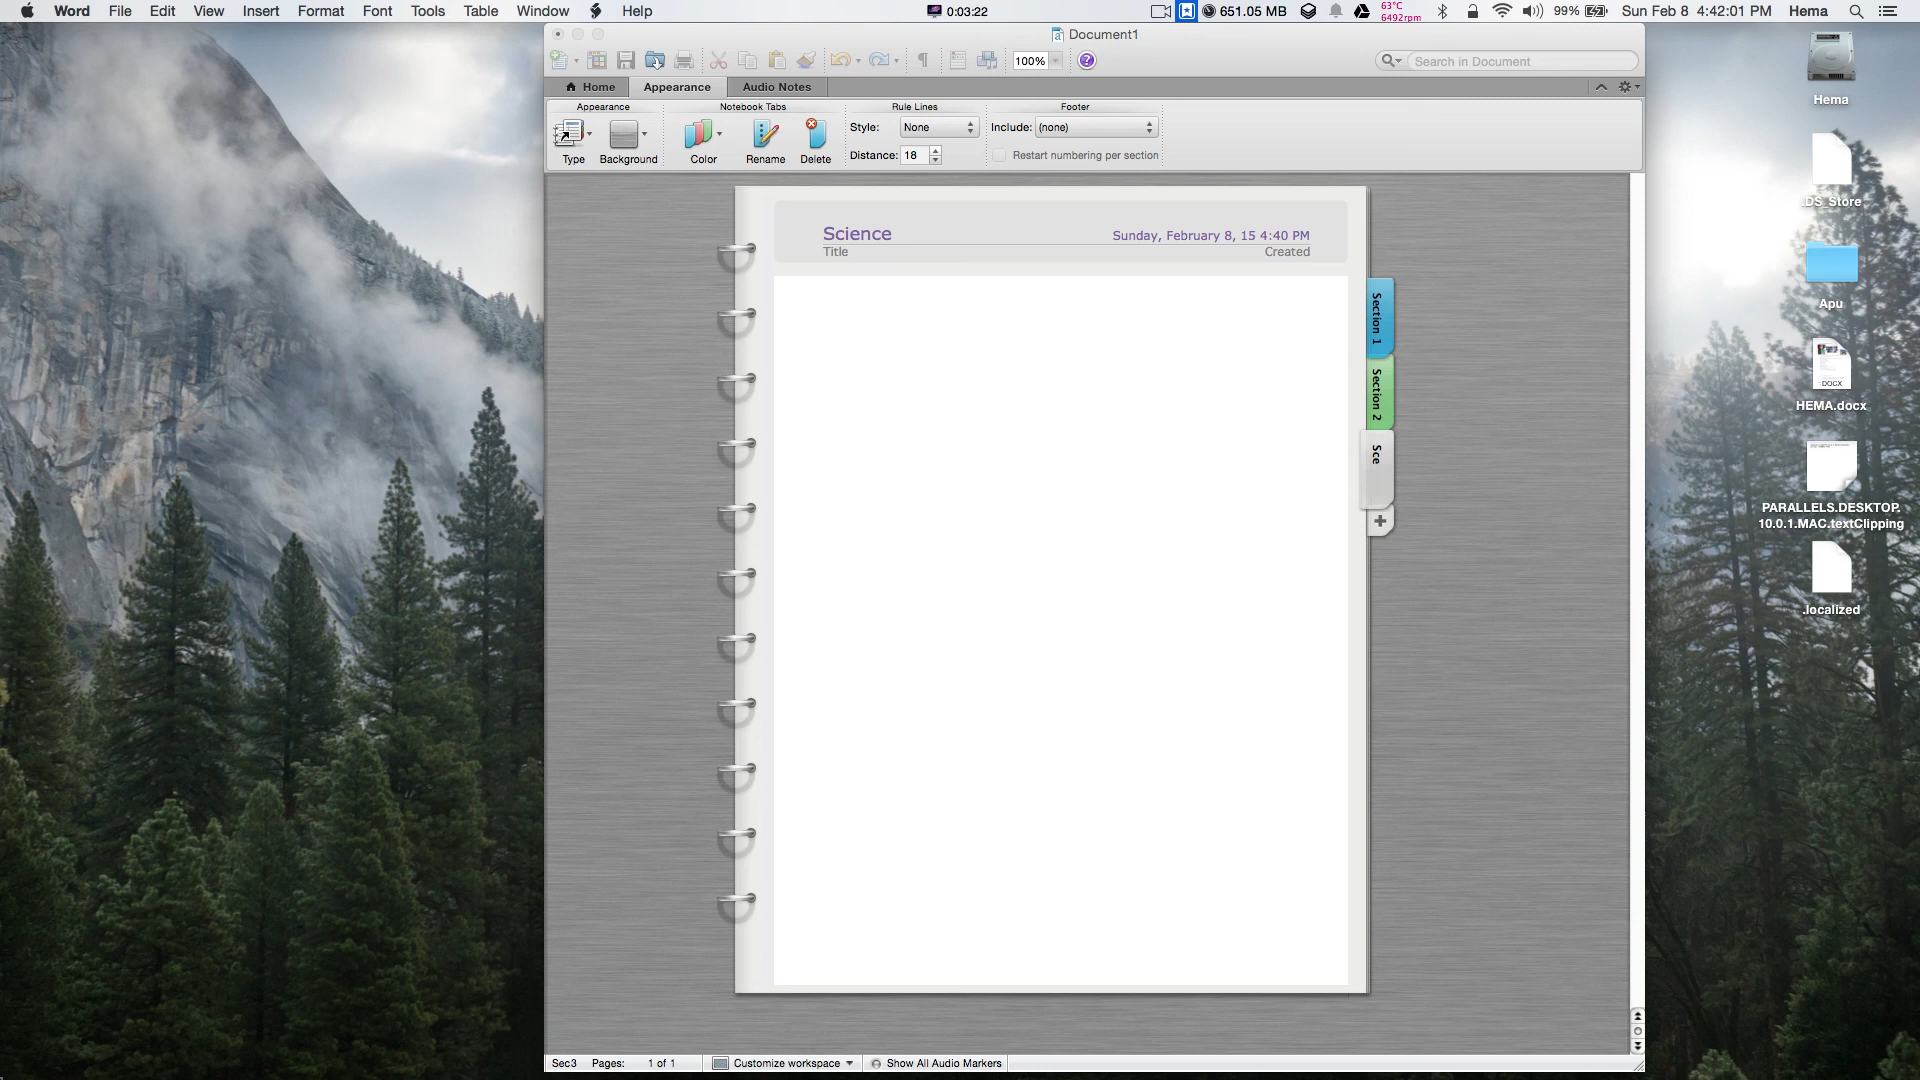 Word File Edit View Insert Format Font Tools Table Window Help 0:03:22 651.05 MB 63°C 6492rpm 99% Sun Feb 8 4:42:01 PM Hema
Document1
100% Search in Document
Home Appearance Audio Notes
Appearance Notebook Tabs Rule Lines Footer
Style: None Include: (none)
Distance: 18 Restart numbering per section
Type Background Color Rename Delete
Science Sunday, February 8, 15 4:40 PM
Title Created
Section 1
Section 2
Sce
Hema
.DS_Store
Apu
DOCX
HEMA.docx
PARALLELS.DESKTOP.
10.0.1.MAC.textClipping
.localized
Sec3 Pages: 1 of 1 Customize workspace Show All Audio Markers